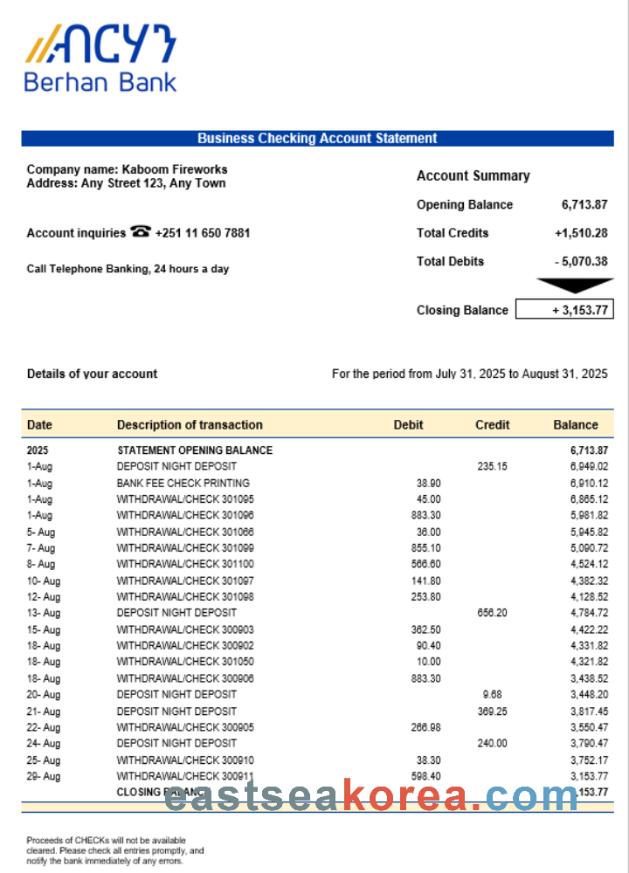 Berhan Bank
Business Checking Account Statement
Company name: Kaboom Fireworks
Address: Any Street 123, Any Town
Account inquiries ☎ +251 11 650 7881
Call Telephone Banking, 24 hours a day
Account Summary
Opening Balance 6,713.87
Total Credits +1,510.28
Total Debits - 5,070.38
Closing Balance + 3,153.77
Details of your account For the period from July 31, 2025 to August 31, 2025
Date Description of transaction Debit Credit Balance
2025 STATEMENT OPENING BALANCE 6,713.87
1-Aug DEPOSIT NIGHT DEPOSIT 235.15 6,949.02
1-Aug BANK FEE CHECK PRINTING 38.90 6,910.12
1-Aug WITHDRAWAL/CHECK 301095 45.00 6,865.12
1-Aug WITHDRAWAL/CHECK 301096 883.30 5,981.82
5- Aug WITHDRAWAL/CHECK 301066 36.00 5,945.82
7- Aug WITHDRAWAL/CHECK 301099 855.10 5,090.72
8- Aug WITHDRAWAL/CHECK 301100 566.60 4,524.12
10- Aug WITHDRAWAL/CHECK 301097 141.80 4,382.32
12- Aug WITHDRAWAL/CHECK 301098 253.80 4,128.52
13- Aug DEPOSIT NIGHT DEPOSIT 656.20 4,784.72
15- Aug WITHDRAWAL/CHECK 300903 362.50 4,422.22
18- Aug WITHDRAWAL/CHECK 300902 90.40 4,331.82
18- Aug WITHDRAWAL/CHECK 301050 10.00 4,321.82
18- Aug WITHDRAWAL/CHECK 300906 883.30 3,438.52
20- Aug DEPOSIT NIGHT DEPOSIT 9.68 3,448.20
21- Aug DEPOSIT NIGHT DEPOSIT 369.25 3,817.45
22- Aug WITHDRAWAL/CHECK 300905 266.98 3,550.47
24- Aug DEPOSIT NIGHT DEPOSIT 240.00 3,790.47
25- Aug WITHDRAWAL/CHECK 300910 38.30 3,752.17
29- Aug WITHDRAWAL/CHECK 300911 598.40 3,153.77
CLOSING BALANCE ,153.77
eastseakorea.com
Proceeds of CHECKs will not be available
cleared. Please check all entries promptly, and
notify the bank immediately of any errors.